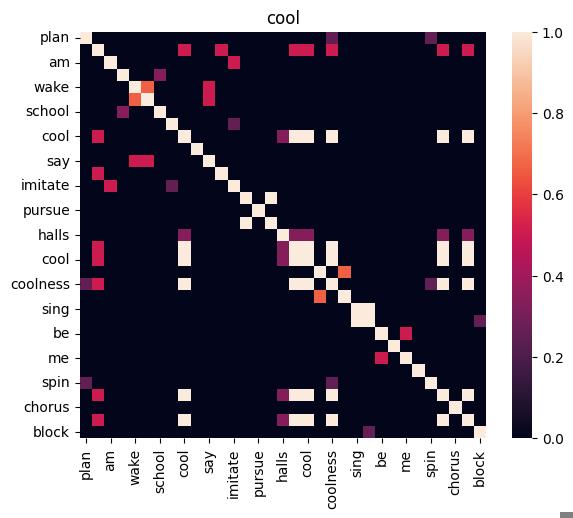 cool
plan
am
wake
school
cool
say
imitate
pursue
halls
cool
coolness
sing
be
me
spin
chorus
block
plan
am
wake
school
cool
say
imitate
pursue
halls
cool
coolness
sing
be
me
spin
chorus
block
1.0
0.8
0.6
0.4
0.2
0.0